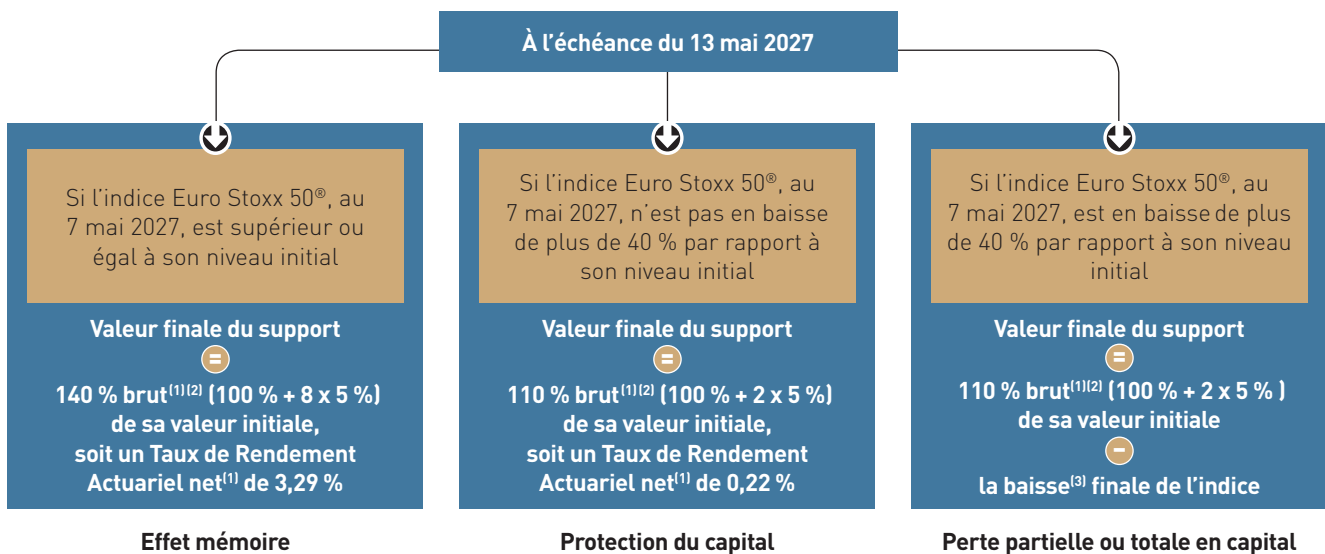 À l'échéance du 13 mai 2027
Si l'indice Euro Stoxx 50®, au
7 mai 2027, est supérieur ou
égal à son niveau initial
Valeur finale du support
=
140 % brut(1)(2) (100 % + 8 x 5 %)
de sa valeur initiale,
soit un Taux de Rendement
Actuariel net(1) de 3,29 %
Effet mémoire
Si l'indice Euro Stoxx 50®, au
7 mai 2027, n'est pas en baisse
de plus de 40 % par rapport à
son niveau initial
Valeur finale du support
=
110 % brut(1)(2) (100 % + 2 x 5 %)
de sa valeur initiale,
soit un Taux de Rendement
Actuariel net(1) de 0,22 %
Protection du capital
Si l'indice Euro Stoxx 50®, au
7 mai 2027, est en baisse de plus
de 40 % par rapport à son niveau
initial
Valeur finale du support
=
110 % brut(1)(2) (100 % + 2 x 5 % )
de sa valeur initiale
-
la baisse(3) finale de l'indice
Perte partielle ou totale en capital